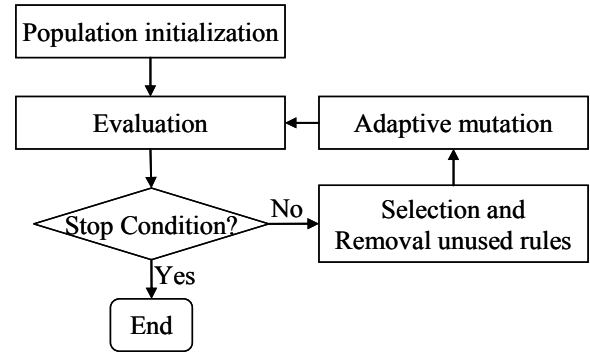 Population initialization
Evaluation
Adaptive mutation
Stop Condition?
No
Selection and
Removal unused rules
Yes
End